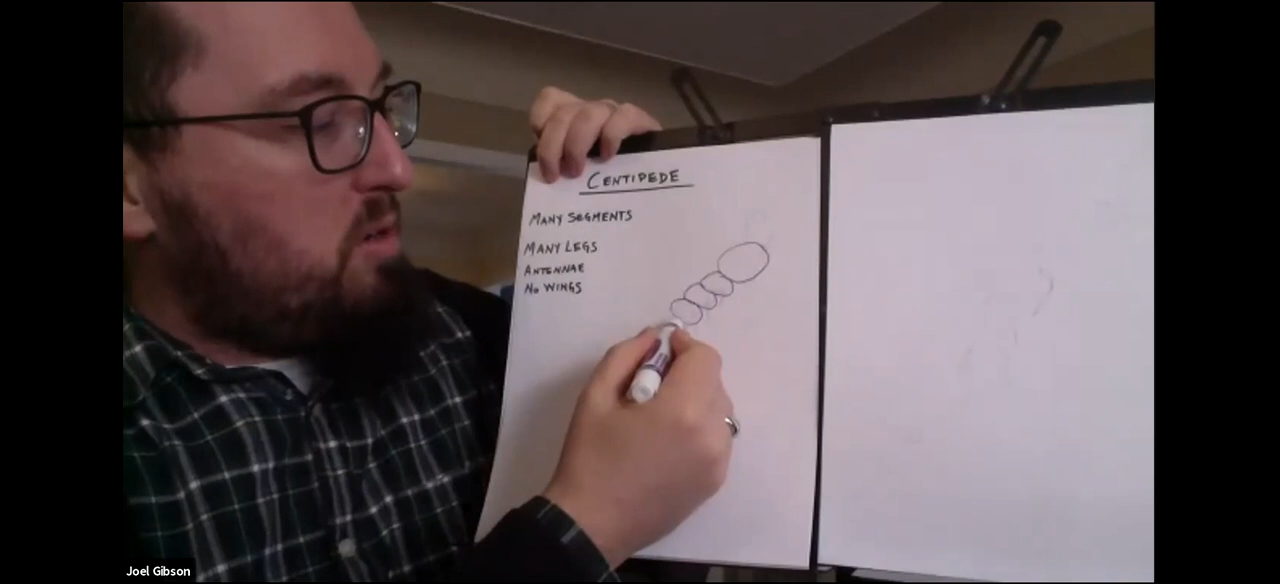 CENTIPEDE
MANY SEGMENTS
MANY LEGS
ANTENNAE
NO WINGS
Joel Gibson